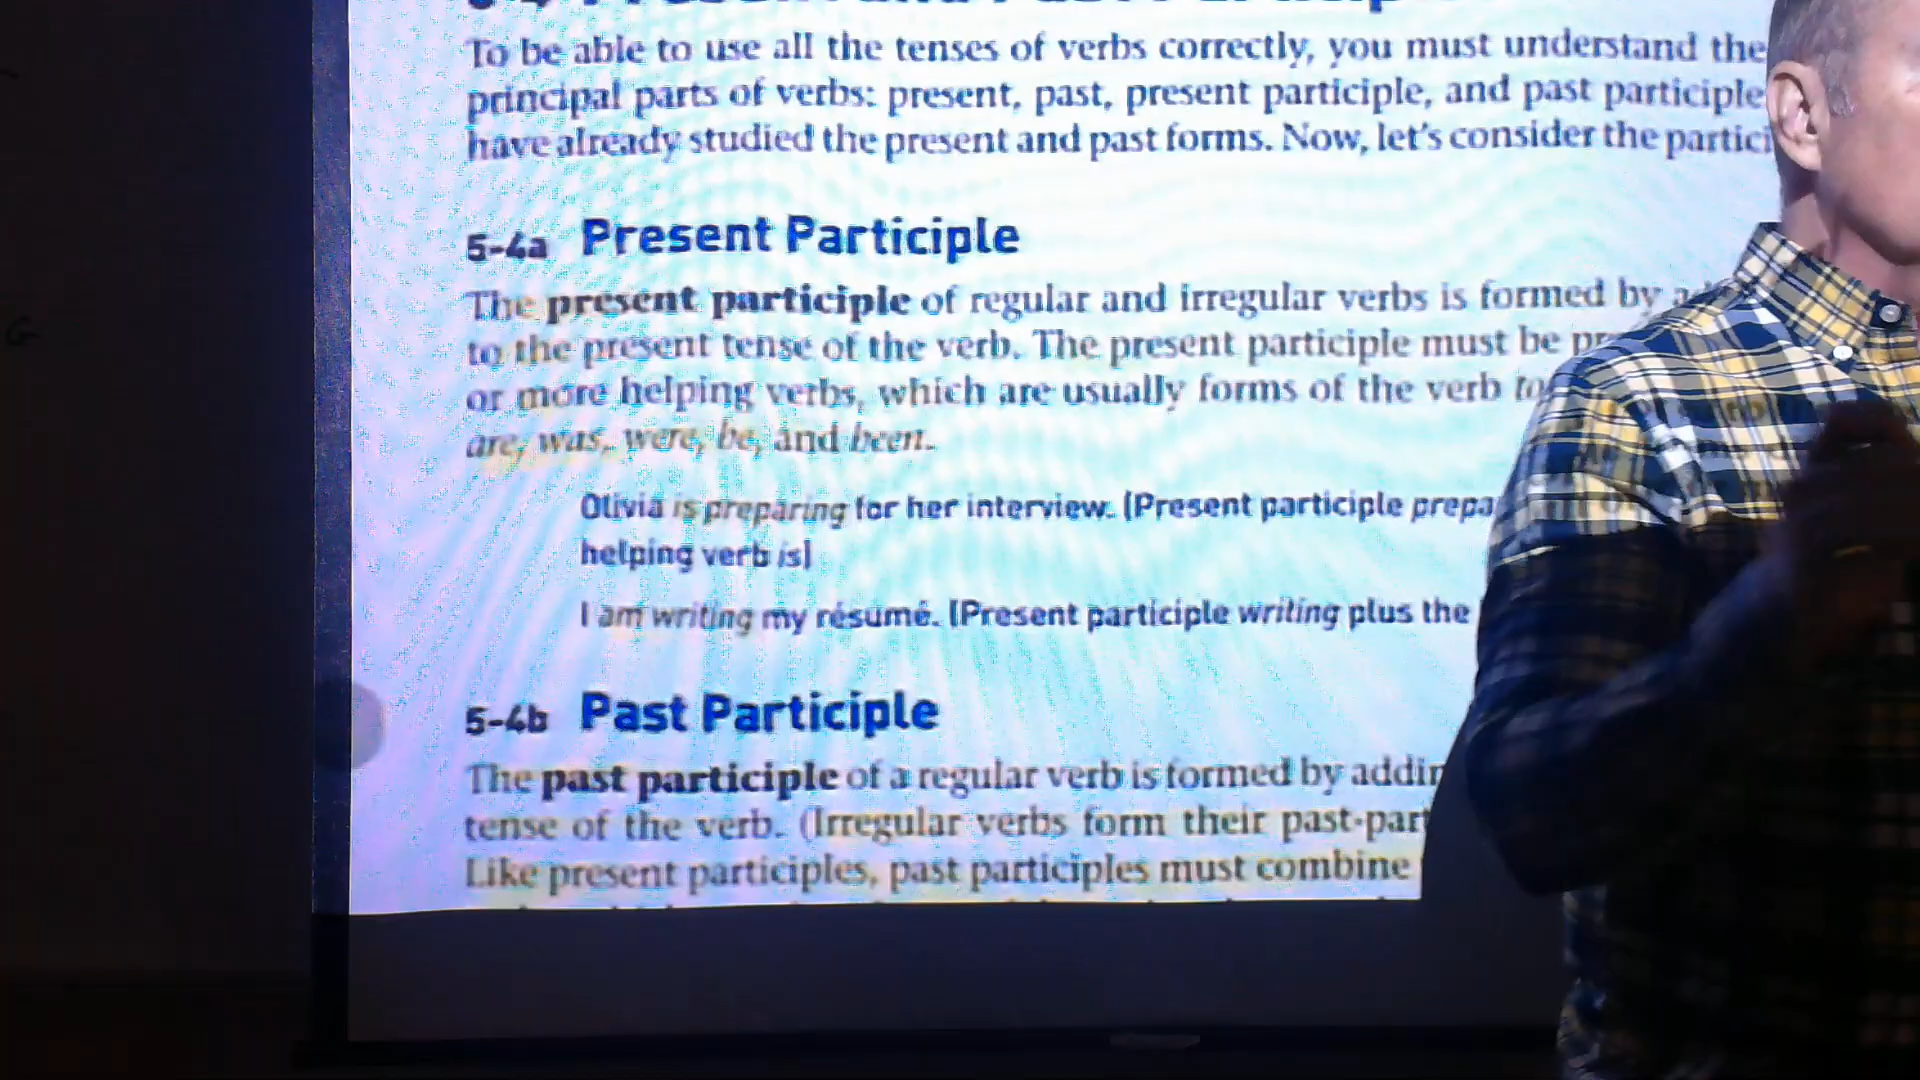 To be able to use all the tenses of verbs correctly, you must understand the
principal parts of verbs: present, past, present participle, and past participle
have already studied the present and past forms. Now, let's consider the partici
5-4a Present Participle
The present participle of regular and irregular verbs is formed by
to the present tense of the verb. The present participle must be
or more helping verbs, which are usually forms of the verb to
are, was, were, be, and been.
Olivia is preparing for her interview. (Present participle prepa
helping verb is)
I am writing my résumé. (Present participle writing plus the
5-4b Past Participle
The past participle of a regular verb is formed by addin
tense of the verb. (Irregular verbs form their past-part
Like present participles, past participles must combine